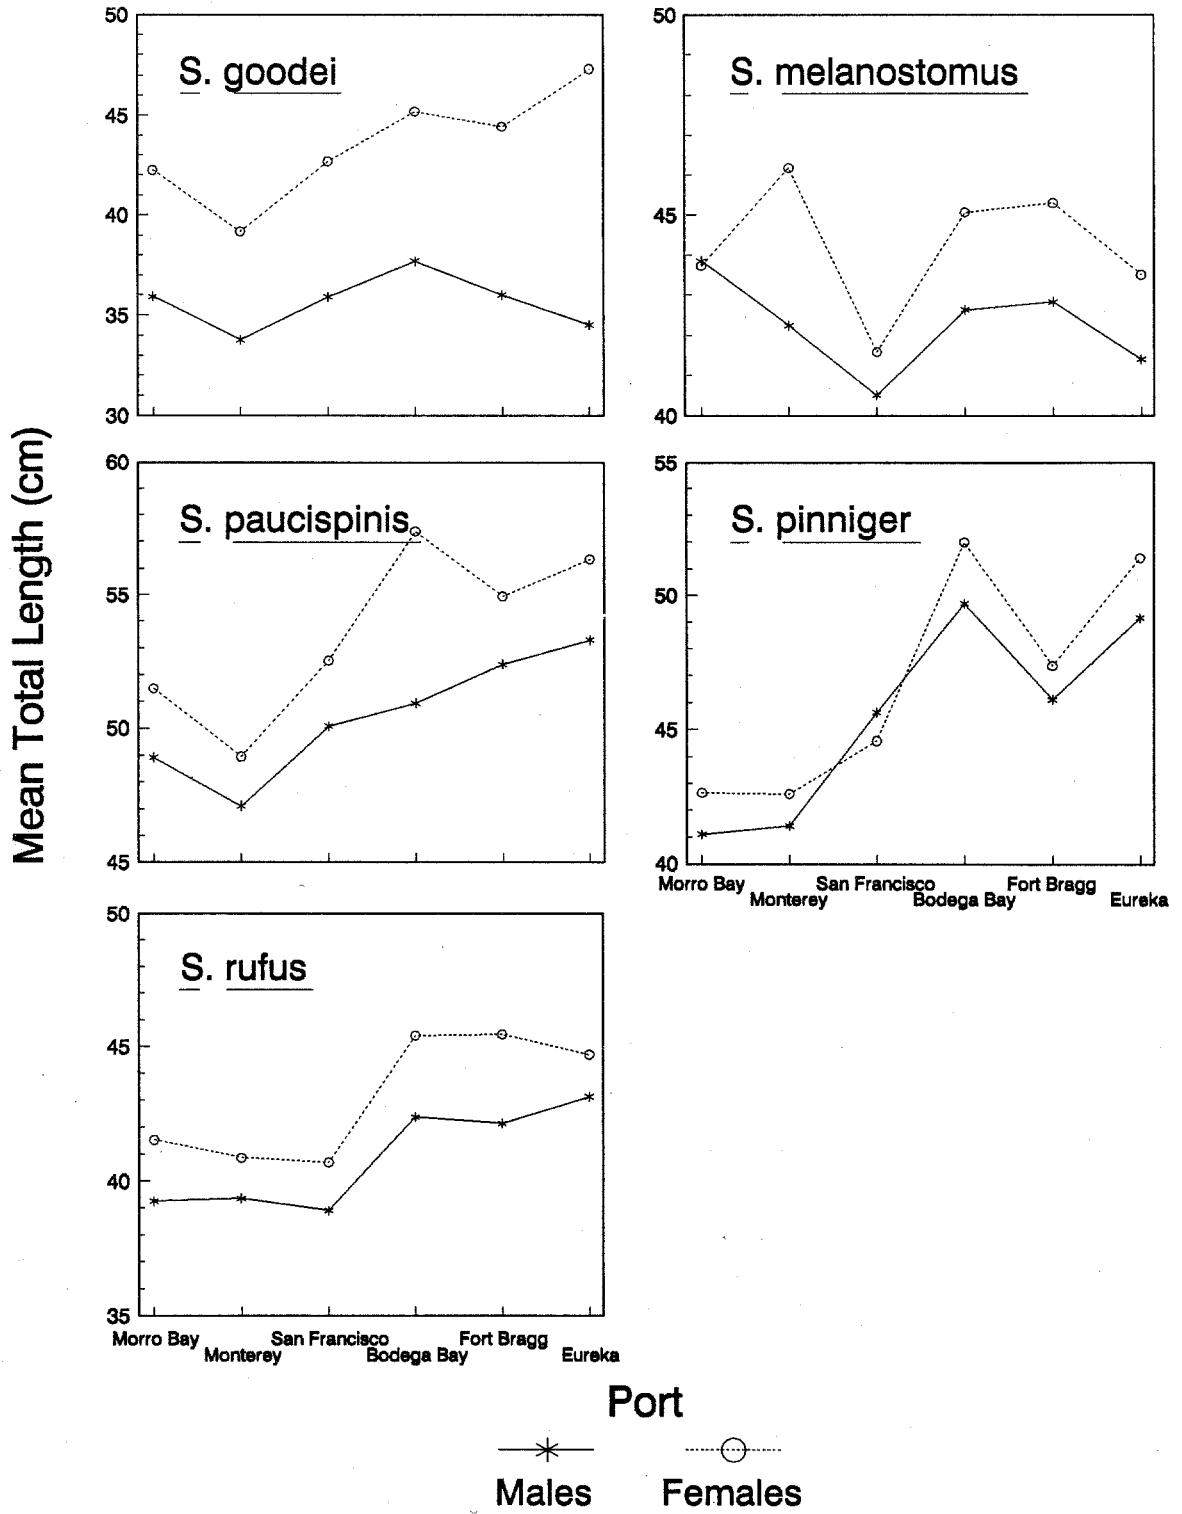 50
45
40
35
30
S. goodei
50
45
40
S. melanostomus
Mean Total Length (cm)
60
55
50
45
S. paucispinis
55
50
45
40
S. pinniger
Morro Bay
Monterey
San Francisco
Bodega Bay
Fort Bragg
Eureka
50
45
40
35
S. rufus
Morro Bay
Monterey
San Francisco
Bodega Bay
Fort Bragg
Eureka
Port
Males
Females